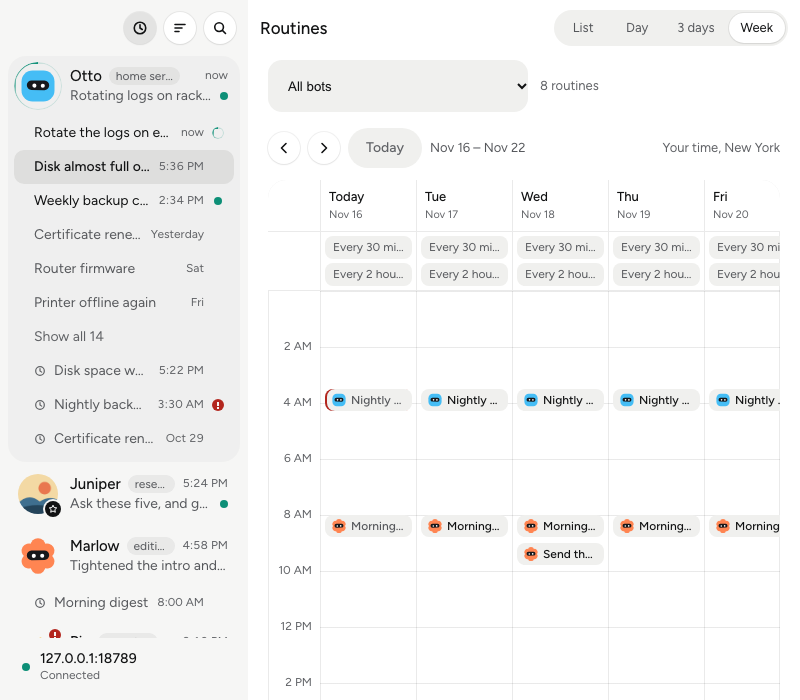 Otto home ser... now
Rotating logs on rack...
Rotate the logs on e... now
Disk almost full o... 5:36 PM
Weekly backup c... 2:34 PM
Certificate rene... Yesterday
Router firmware Sat
Printer offline again Fri
Show all 14
Disk space w... 5:22 PM
Nightly back... 3:30 AM
Certificate ren... Oct 29
Juniper rese... 5:24 PM
Ask these five, and g...
Marlow editi... 4:58 PM
Tightened the intro and...
Morning digest 8:00 AM
127.0.0.1:18789
Connected
Routines
List Day 3 days Week
All bots 8 routines
Today Nov 16 – Nov 22 Your time, New York
Today Tue Wed Thu Fri
Nov 16 Nov 17 Nov 18 Nov 19 Nov 20
Every 30 mi... Every 30 mi... Every 30 mi... Every 30 mi... Every 30 mi
Every 2 hou... Every 2 hou... Every 2 hou... Every 2 hou... Every 2 hou
2 AM
4 AM Nightly ... Nightly ... Nightly ... Nightly ... Nightly .
6 AM
8 AM
Morning... Morning... Morning... Morning... Morning
Send th...
10 AM
12 PM
2 PM